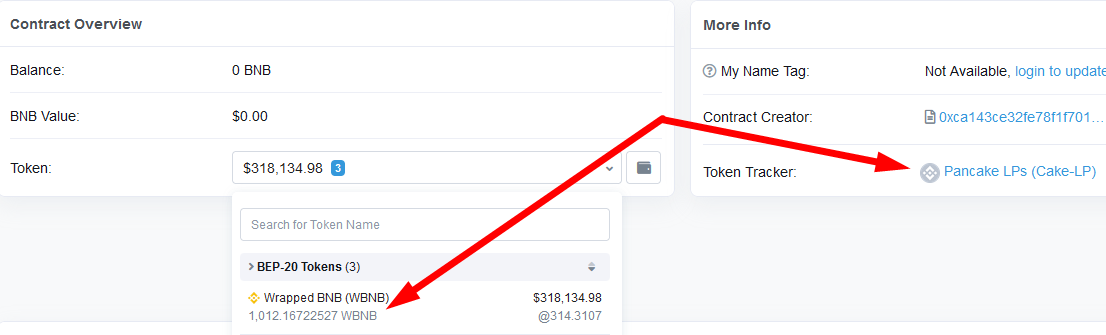 Contract Overview
Balance:
0 BNB
BNB Value:
$0.00
Token:
$318,134.98 3
Search for Token Name
BEP-20 Tokens (3)
Wrapped BNB (WBNB)
$318,134.98
1,012.16722527 WBNB
@314.3107
More Info
My Name Tag:
Not Available, login to update
Contract Creator:
0xca143ce32fe78f1f701...
Token Tracker:
Pancake LPs (Cake-LP)